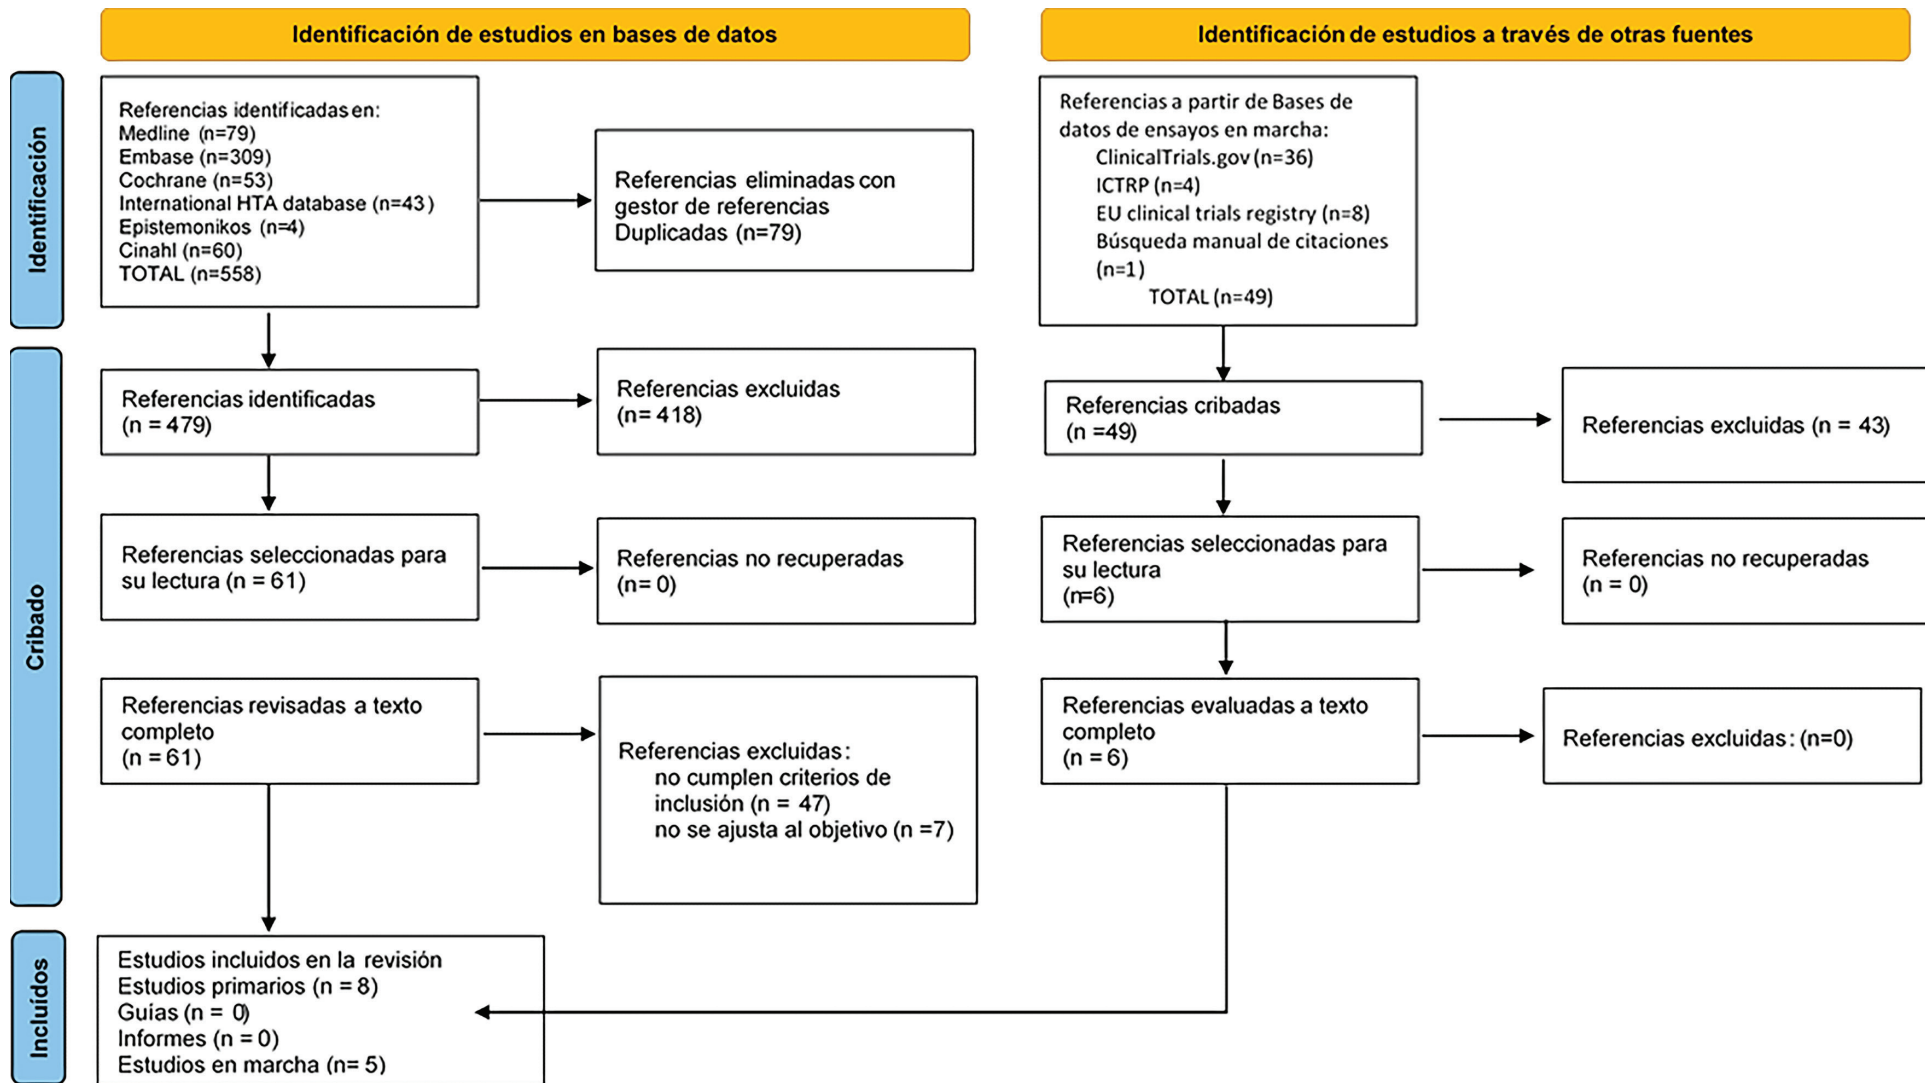 Identificación de estudios en bases de datos
Identificación de estudios a través de otras fuentes
Identificación
Referencias identificadas en:
Medline (n=79)
Embase (n=309)
Cochrane (n=53)
International HTA database (n=43)
Epistemonikos (n=4)
Cinahl (n=60)
TOTAL (n=558)
Referencias eliminadas con
gestor de referencias
Duplicadas (n=79)
Referencias a partir de Bases de
datos de ensayos en marcha:
ClinicalTrials.gov (n=36)
ICTRP (n=4)
EU clinical trials registry (n=8)
Búsqueda manual de citaciones
(n=1)
TOTAL (n=49)
Cribado
Referencias identificadas
(n = 479)
Referencias excluidas
(n= 418)
Referencias cribadas
(n =49)
Referencias excluidas (n = 43)
Referencias seleccionadas para
su lectura (n = 61)
Referencias no recuperadas
(n= 0)
Referencias seleccionadas para
su lectura
(n=6)
Referencias no recuperadas
(n = 0)
Referencias revisadas a texto
completo
(n = 61)
Referencias excluidas:
no cumplen criterios de
inclusión (n = 47)
no se ajusta al objetivo (n =7)
Referencias evaluadas a texto
completo
(n = 6)
Referencias excluidas: (n=0)
Incluídos
Estudios incluidos en la revisión
Estudios primarios (n = 8)
Guías (n = 0)
Informes (n = 0)
Estudios en marcha (n= 5)